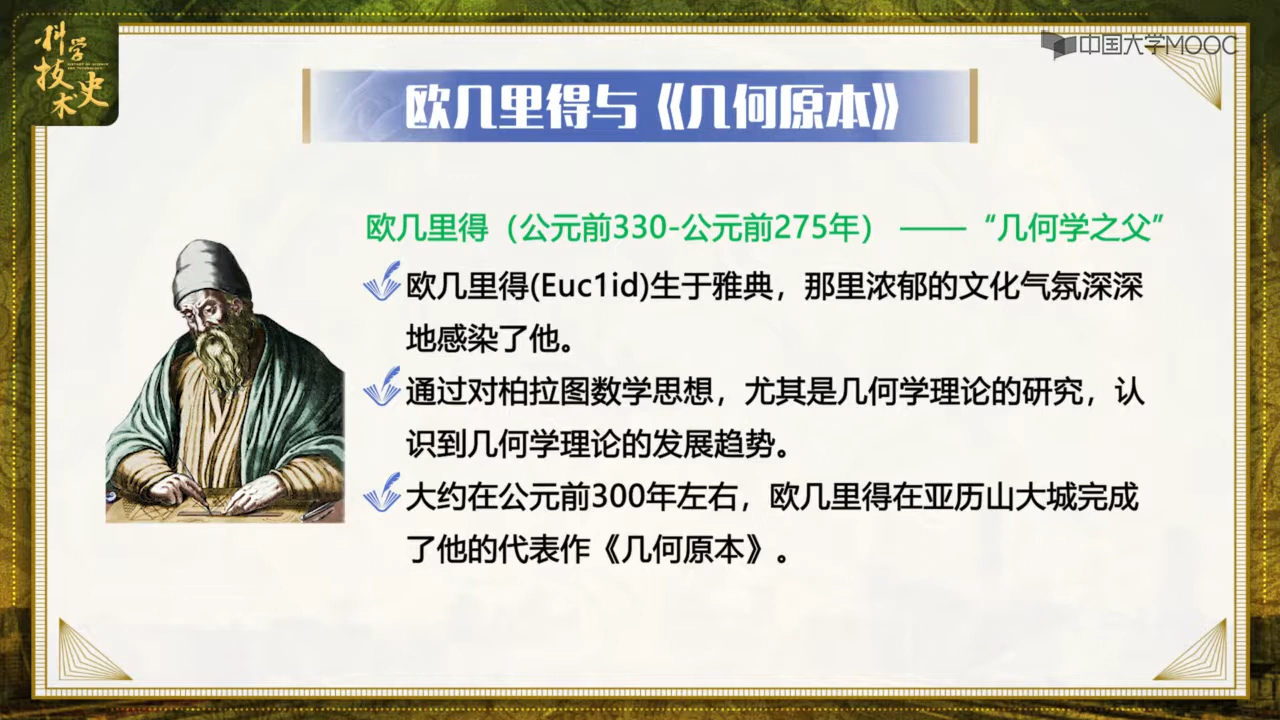 科学技术史
HISTORY OF SCIENCE
AND TECHNOLOGY
中国大学MOOC
欧几里得与《几何原本》
欧几里得（公元前330-公元前275年） ——“几何学之父”
欧几里得(Euc1id)生于雅典，那里浓郁的文化气氛深深
地感染了他。
通过对柏拉图数学思想，尤其是几何学理论的研究，认
识到几何学理论的发展趋势。
大约在公元前300年左右，欧几里得在亚历山大城完成
了他的代表作《几何原本》。